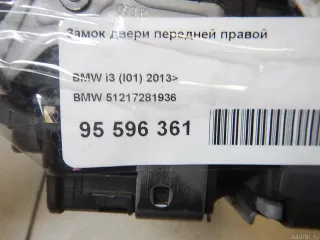 Замок двери передней правой
BMW i3 (I01) 2013>
BMW 51217281936
95 596 361